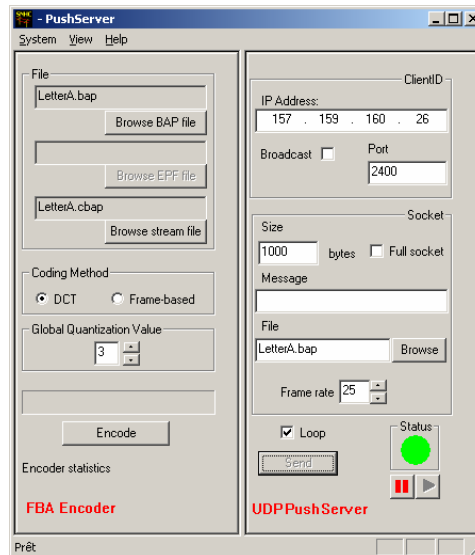 - PushServer
System View Help
File
LetterA.bap
Browse BAP file
Browse EPF file
LetterA.cbap
Browse stream file
Coding Method
DCT
Frame-based
Global Quantization Value
3
Encode
Encoder statistics
FBA Encoder
ClientID
IP Address:
157 . 159 . 160 . 26
Broadcast
Port
2400
Socket
Size
1000 bytes
Full socket
Message
File
LetterA.bap
Browse
Frame rate 25
Loop
Status
Send
UDPPushServer
Prêt